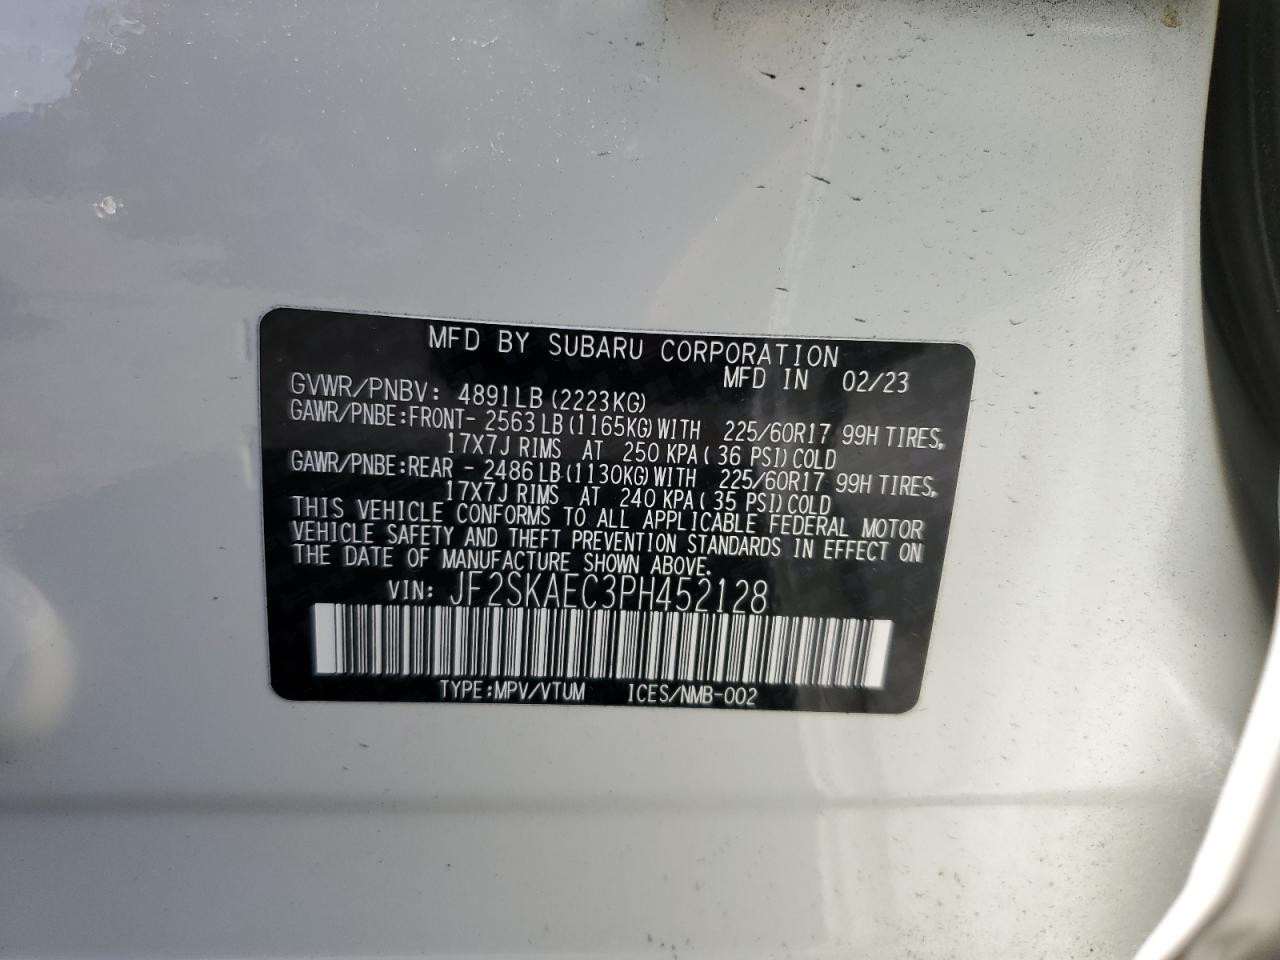 MFD BY SUBARU CORPORATION
MFD IN 02/23
GVWR/PNBV: 4891LB(2223KG)
GAWR/PNBE:FRONT- 2563LB(1165KG)WITH 225/60R17 99H TIRES,
17X7J RIMS AT 250 KPA( 36 PSI)COLD
GAWR/PNBE:REAR - 2486LB(1130KG)WITH 225/60R17 99H TIRES,
17X7J RIMS AT 240 KPA( 35 PSI)COLD
THIS VEHICLE CONFORMS TO ALL APPLICABLE FEDERAL MOTOR
VEHICLE SAFETY AND THEFT PREVENTION STANDARDS IN EFFECT ON
THE DATE OF MANUFACTURE SHOWN ABOVE.
VIN: JF2SKAEC3PH452128
TYPE:MPV/VTUM ICES/NMB-002